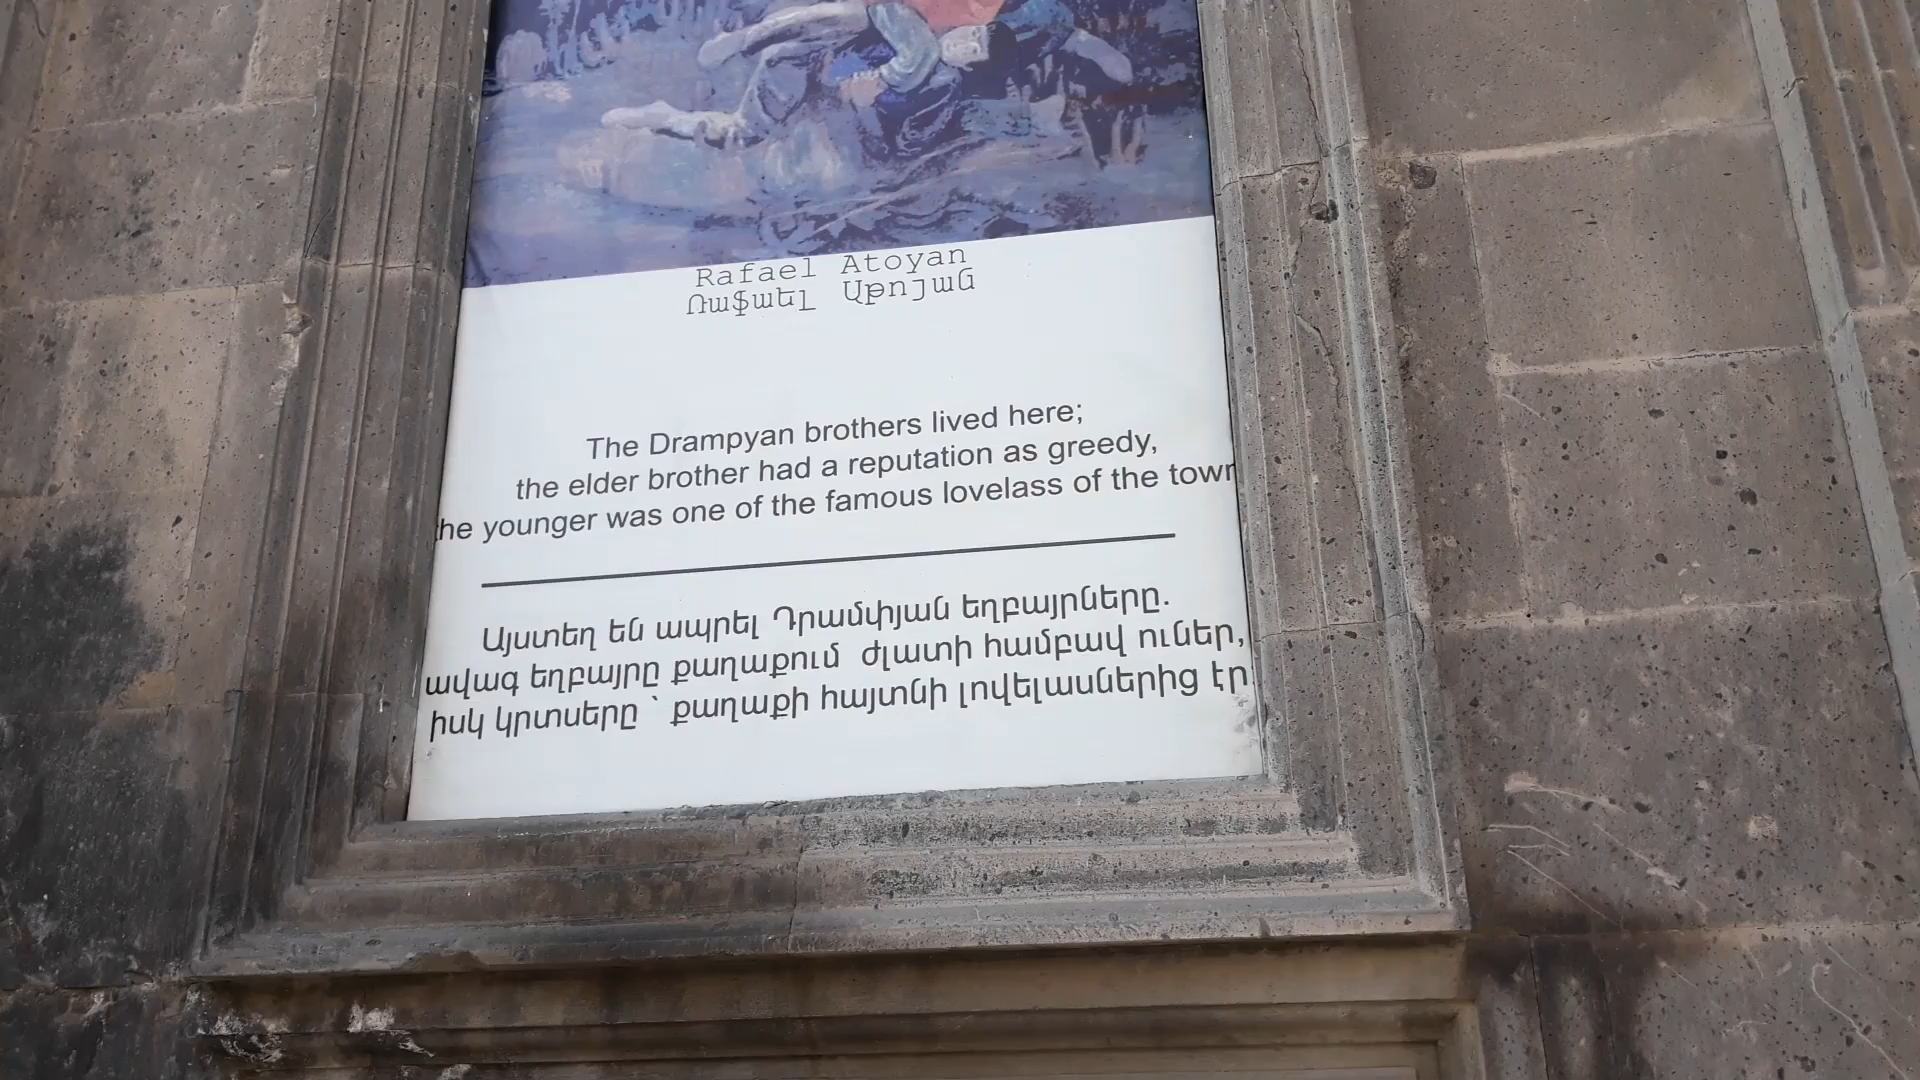 Rafael Atoyan
Ռաֆաել Աթոյան
The Drampyan brothers lived here;
the elder brother had a reputation as greedy,
the younger was one of the famous lovelass of the town
Այստեղ են ապրել Դրամփյան եղբայրները.
ավագ եղբայրը քաղաքում ժլատի համբավ ուներ,
իսկ կրտսերը ՝ քաղաքի հայտնի լովելասներից էր